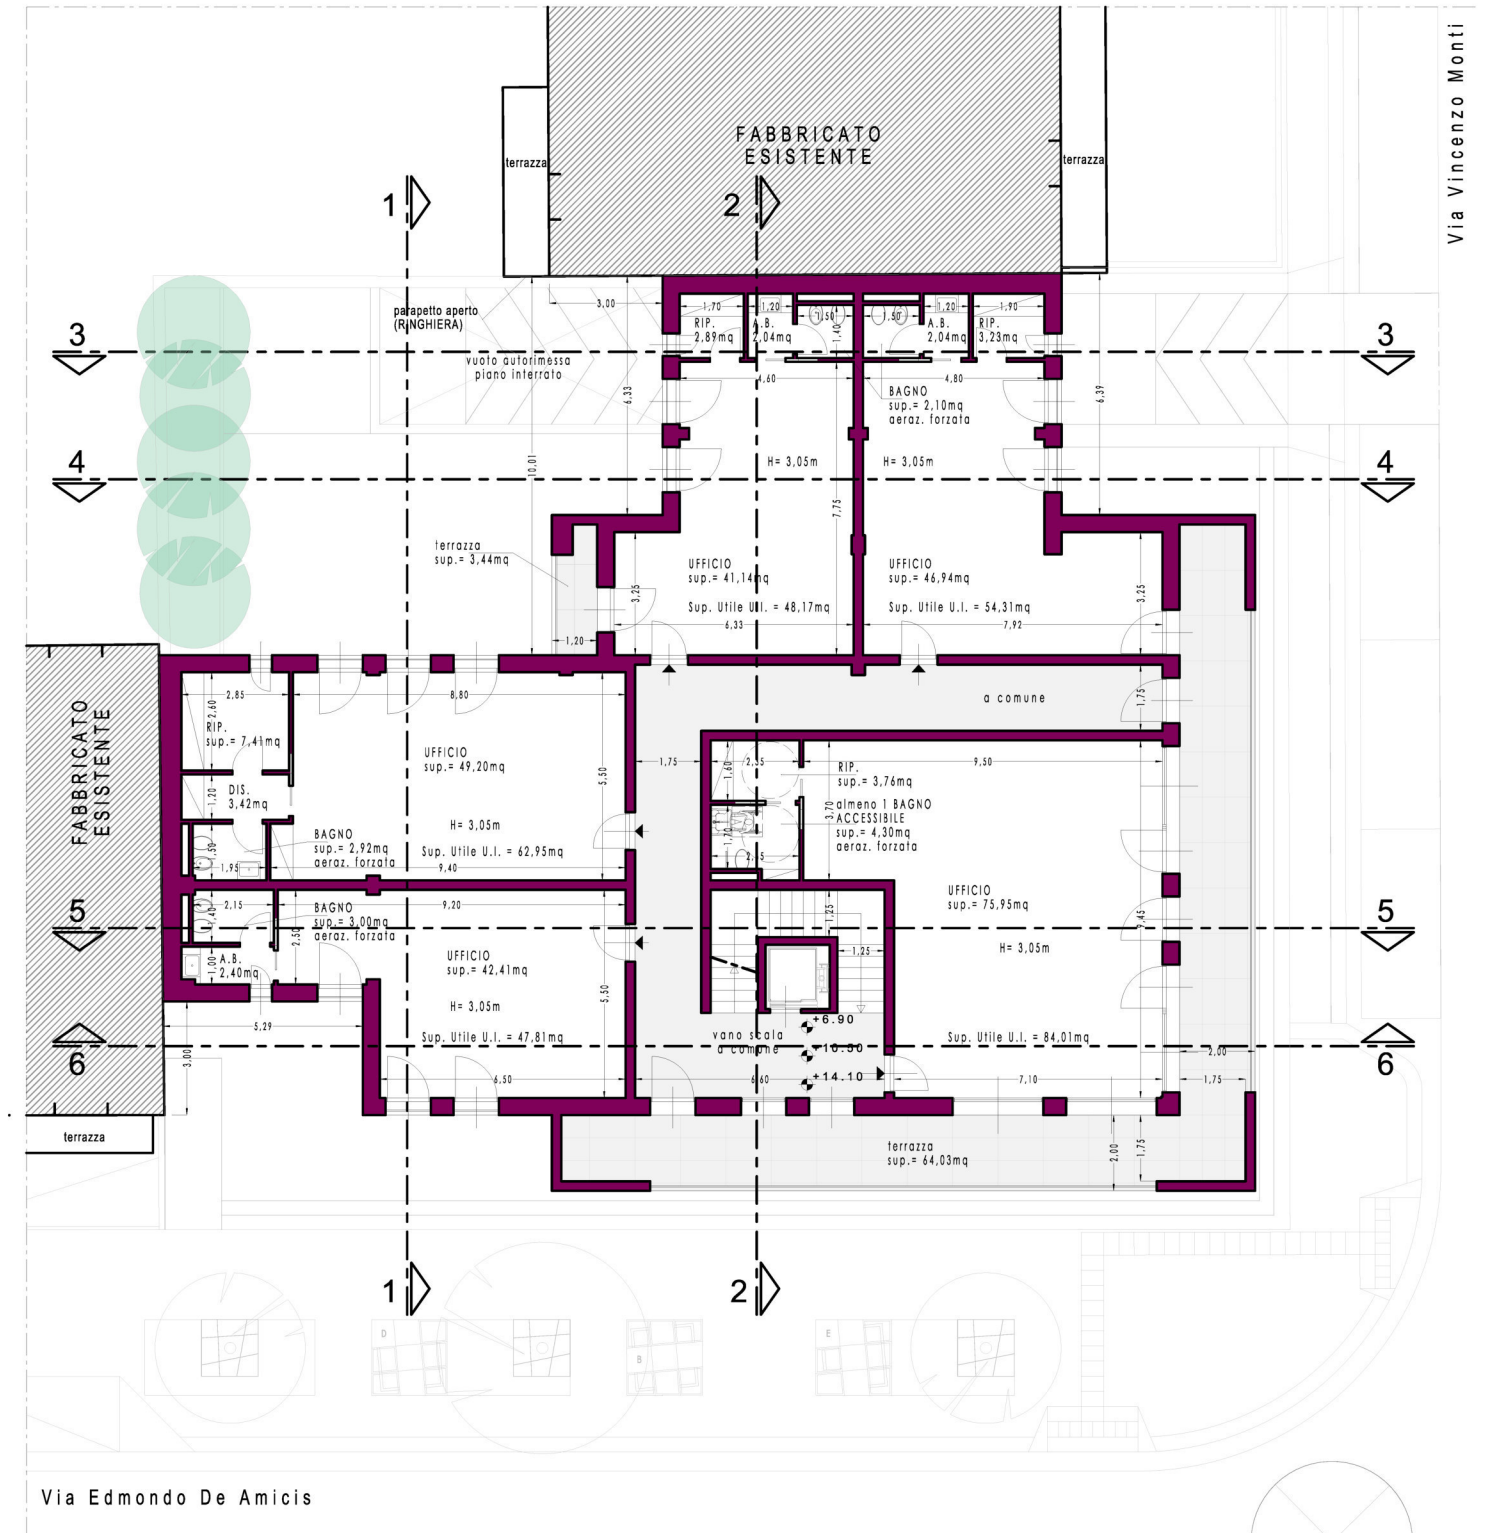 Via Vincenzo Monti
FABBRICATO
ESISTENTE
terrazza
terrazza
1
2
parapetto aperto
(RINGHIERA)
vuoto autorimessa
piano interrato
3,00
1,70
1,20
1,50
1,50
1,20
1,90
RIP.
2,89mq
A.B.
2,04mq
1,40
A.B.
2,04mq
RIP.
3,23mq
3
3
4,60
4,80
BAGNO
sup.= 2,10mq
aeraz. forzata
6,33
6,39
10,01
4
4
H= 3,05m
H= 3,05m
7,75
terrazza
sup.= 3,44mq
UFFICIO
sup.= 41,14mq
Sup. Utile U.I. = 48,17mq
6,33
UFFICIO
sup.= 46,94mq
Sup. Utile U.I. = 54,31mq
7,92
3,25
3,25
1,20
FABBRICATO
ESISTENTE
2,85
8,80
2,60
RIP.
sup.= 7,41mq
UFFICIO
sup.= 49,20mq
5,50
DIS.
3,42mq
1,20
H= 3,05m
Sup. Utile U.I. = 62,95mq
9,40
BAGNO
sup.= 2,92mq
aeraz. forzata
1,50
1,95
a comune
1,75
1,75
2,35
9,50
1,60
RIP.
sup.= 3,76mq
almeno 1 BAGNO
ACCESSIBILE
sup.= 4,30mq
aeraz. forzata
3,70
1,70
UFFICIO
sup.= 75,95mq
H= 3,05m
9,45
Sup. Utile U.I. = 84,01mq
7,10
5
5
2,15
9,20
1,40
BAGNO
sup.= 3,00mq
aeraz. forzata
2,50
A.B.
2,40mq
1,00
UFFICIO
sup.= 42,41mq
H= 3,05m
Sup. Utile U.I. = 47,81mq
5,50
6,50
1,25
1,25
+6.90
+10.50
+14.10
vano scala
a comune
6,60
5,29
3,00
6
6
2,00
1,75
terrazza
terrazza
sup.= 64,03mq
2,00
1,75
1
2
D
B
E
Via Edmondo De Amicis